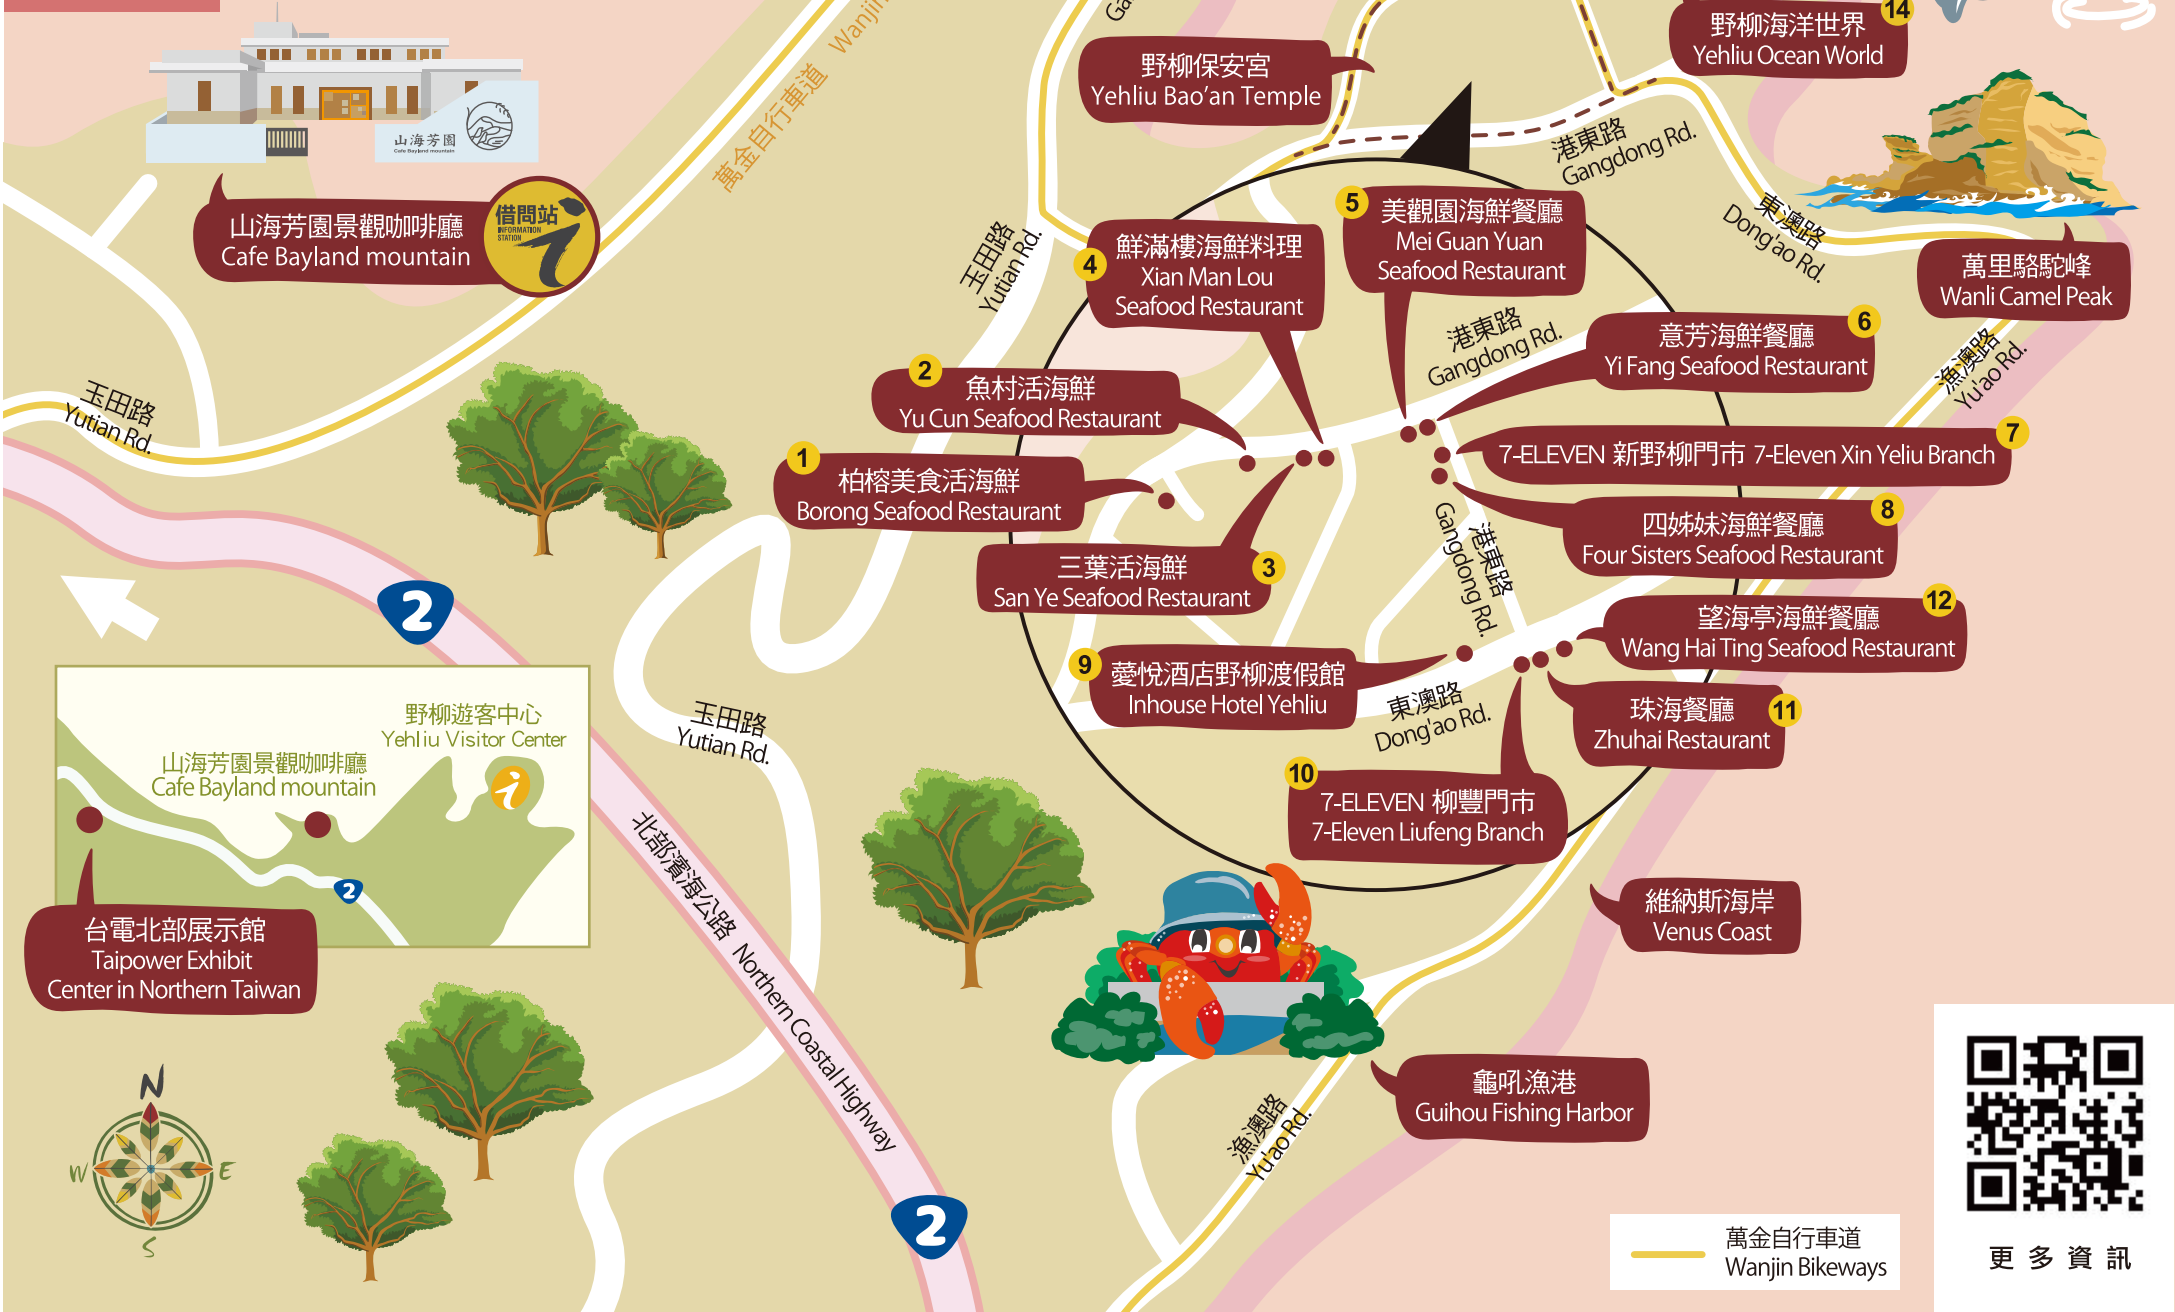 14
野柳海洋世界
Yehliu Ocean World
野柳保安宮
Yehliu Bao'an Temple
Wanjin
萬金自行車道
Ga
山海芳園
Cafe Bayland mountain
山海芳園景觀咖啡廳
Cafe Bayland mountain
借問站
INFORMATION
STATION
港東路
Gangdong Rd.
東澳路
Dong'ao Rd.
萬里駱駝峰
Wanli Camel Peak
玉田路
Yutian Rd.
5
美觀園海鮮餐廳
Mei Guan Yuan
Seafood Restaurant
4
鮮滿樓海鮮料理
Xian Man Lou
Seafood Restaurant
港東路
Gangdong Rd.
6
意芳海鮮餐廳
Yi Fang Seafood Restaurant
漁澳路
Yu'ao Rd.
2
魚村活海鮮
Yu Cun Seafood Restaurant
玉田路
Yutian Rd.
7
7-ELEVEN 新野柳門市 7-Eleven Xin Yeliu Branch
1
柏榕美食活海鮮
Borong Seafood Restaurant
8
四姊妹海鮮餐廳
Four Sisters Seafood Restaurant
港東路
Gangdong Rd.
3
三葉活海鮮
San Ye Seafood Restaurant
2
12
望海亭海鮮餐廳
Wang Hai Ting Seafood Restaurant
9
薆悅酒店野柳渡假館
Inhouse Hotel Yehliu
東澳路
Dong'ao Rd.
11
珠海餐廳
Zhuhai Restaurant
10
7-ELEVEN 柳豐門市
7-Eleven Liufeng Branch
玉田路
Yutian Rd.
野柳遊客中心
Yehliu Visitor Center
山海芳園景觀咖啡廳
Cafe Bayland mountain
2
台電北部展示館
Taipower Exhibit
Center in Northern Taiwan
北部濱海公路 Northern Coastal Highway
維納斯海岸
Venus Coast
龜吼漁港
Guihou Fishing Harbor
漁澳路
Yu'ao Rd.
N
W
E
S
2
萬金自行車道
Wanjin Bikeways
更多資訊